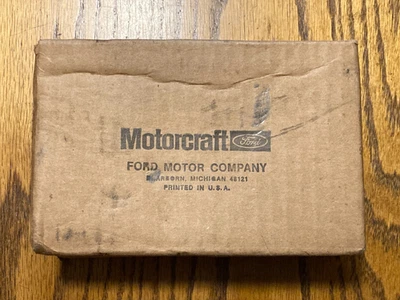 Motorcraft Ford
FORD MOTOR COMPANY
DEARBORN, MICHIGAN 48121
PRINTED IN U.S.A.